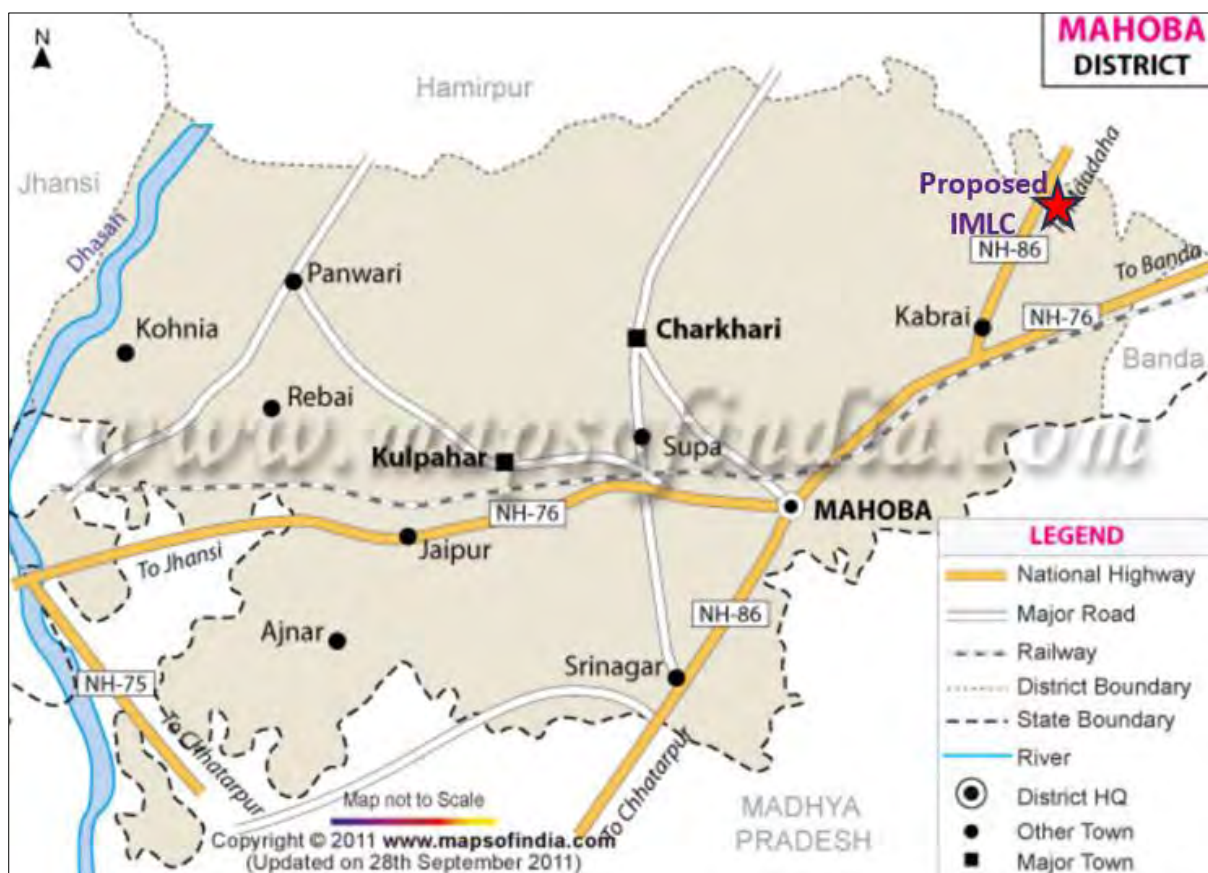 MAHOBA
DISTRICT
N
Hamirpur
Jhansi
Dhasan
Proposed
IMLC
NH-86
To Banda
Panwari
Kohnia
Charkhari
Kabrai
NH-76
Banda
Rebai
www.mapsofindia.com
Supa
Kulpahar
NH-76
MAHOBA
Jaipur
To Jhansi
NH-86
Ajnar
Srinagar
NH-75
To Chhatarpur
To Chhatarpur
MADHYA
PRADESH
LEGEND
National Highway
Major Road
Railway
District Boundary
State Boundary
River
District HQ
Other Town
Major Town
Map not to Scale
Copyright © 2011 www.mapsofindia.com
(Updated on 28th September 2011)